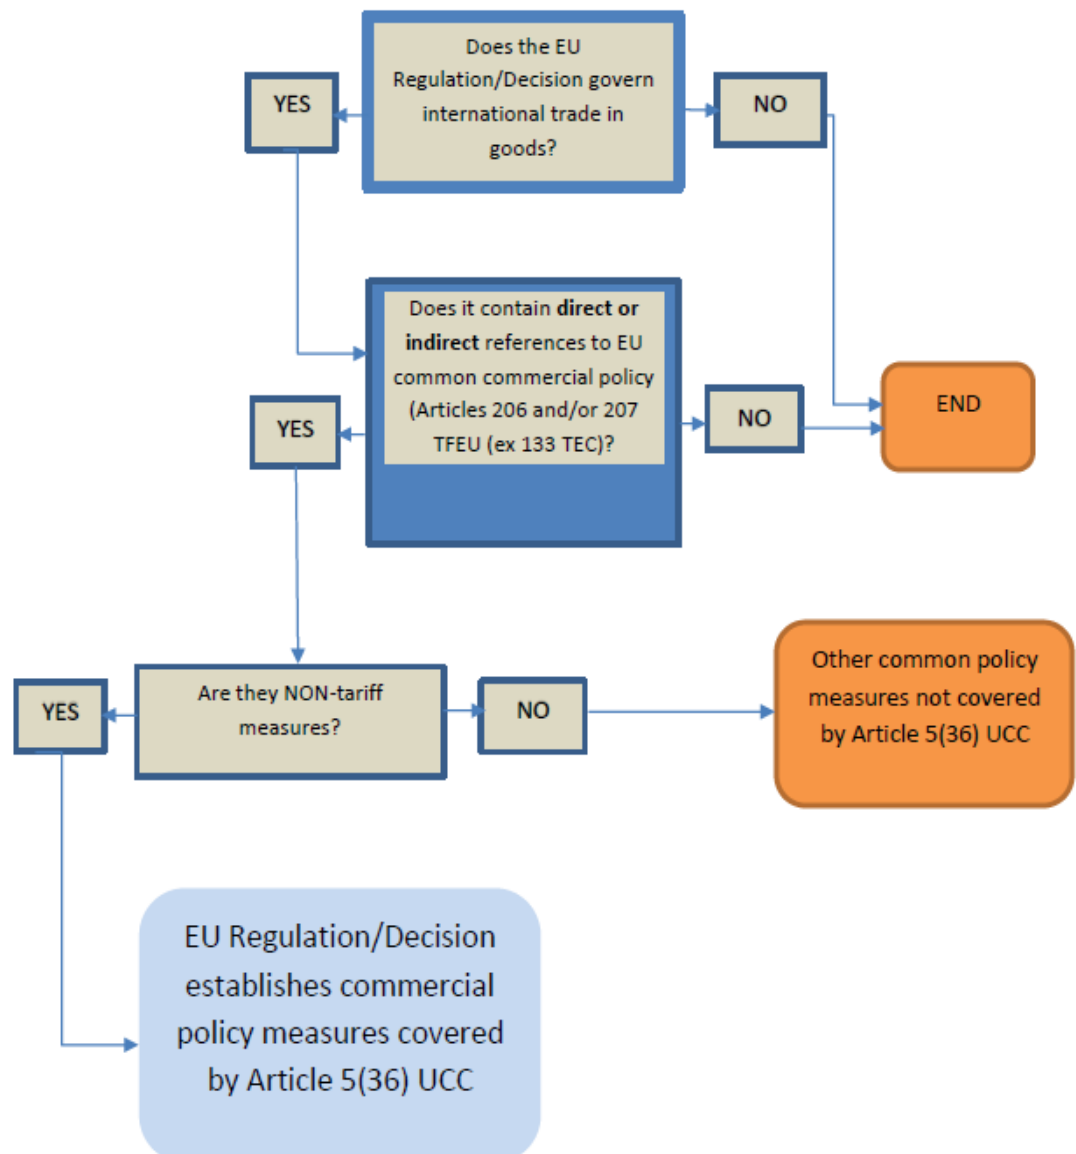 Does the EU
Regulation/Decision govern
international trade in
goods?
YES
NO
Does it contain direct or
indirect references to EU
common commercial policy
(Articles 206 and/or 207
TFEU (ex 133 TEC)?
YES
NO
END
Are they NON-tariff
measures?
YES
NO
Other common policy
measures not covered
by Article 5(36) UCC
EU Regulation/Decision
establishes commercial
policy measures covered
by Article 5(36) UCC